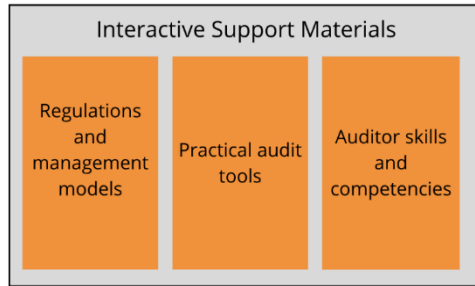 Interactive Support Materials
Regulations
and
management
models
Practical audit
tools
Auditor skills
and
competencies